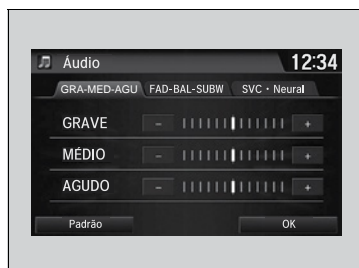 Áudio 12:34
GRA-MED-AGU FAD-BAL-SUBW SVC • Neural
GRAVE - +
MÉDIO - +
AGUDO - +
Padrão OK